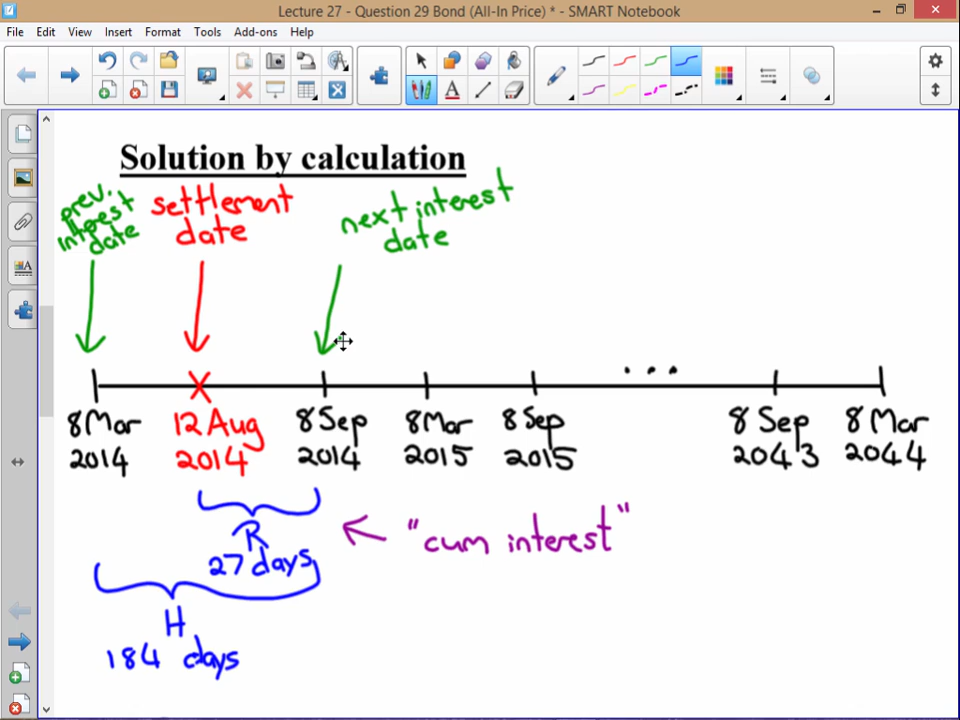 Lecture 27 - Question 29 Bond (All-In Price) * - SMART Notebook
File Edit View Insert Format Tools Add-ons Help
Solution by calculation
prev.
interest
date
settlement
date
next interest
date
8 Mar
2014
12 Aug
2014
8 Sep
2014
8 Mar
2015
8 Sep
2015
...
8 Sep
2043
8 Mar
2044
R
27 days
"cum interest"
H
184 days